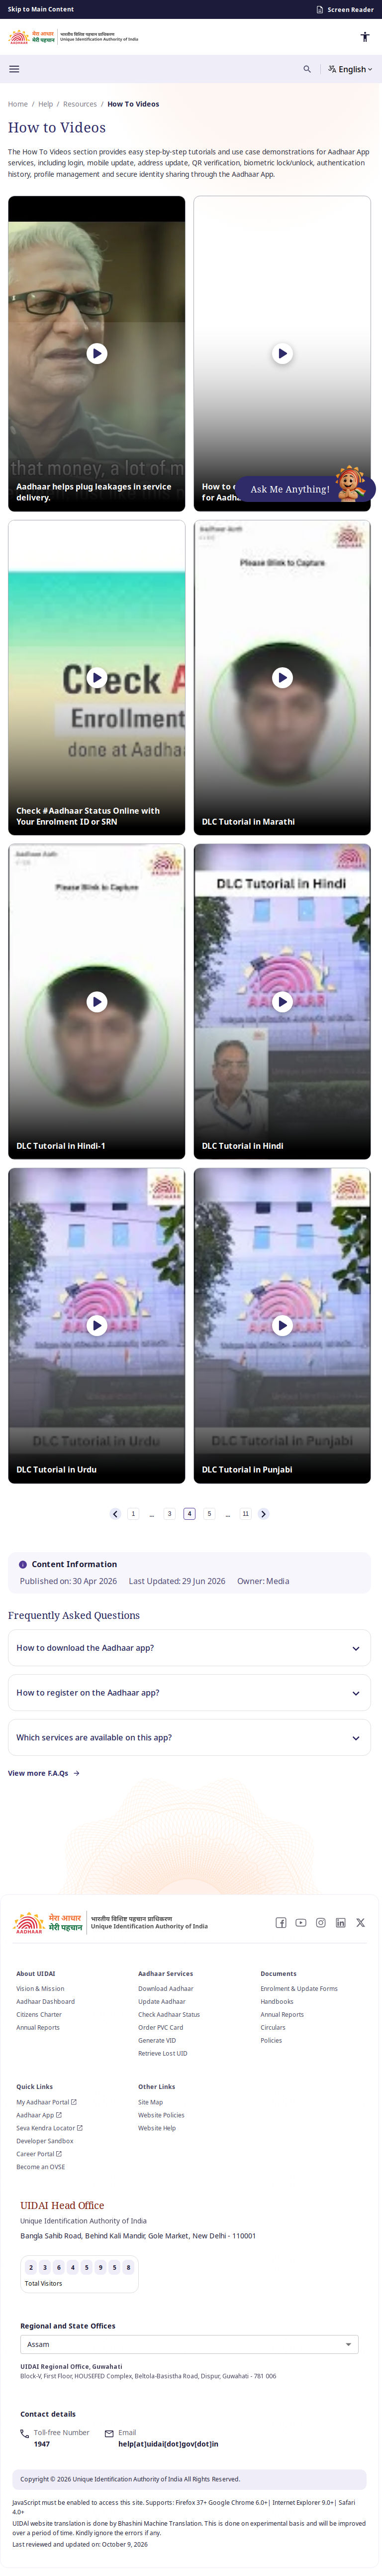 Skip to Main Content
Screen Reader
मेरा आधार
मेरी पहचान
भारतीय विशिष्ट पहचान प्राधिकरण
Unique Identification Authority of India
English
Home / Help / Resources / How To Videos
How to Videos
The How To Videos section provides easy step-by-step tutorials and use case demonstrations for Aadhaar App
services, including login, mobile update, address update, QR verification, biometric lock/unlock, authentication
history, profile management and secure identity sharing through the Aadhaar App.
that money, a lot of m
Aadhaar helps plug leakages in service
delivery.
How to e
for Aadha
Ask Me Anything!
Check A
Enrollment
done at Aadha
Check #Aadhaar Status Online with
Your Enrolment ID or SRN
Please Blink to Capture
AADHAAR
DLC Tutorial in Marathi
Please Blink to Capture
AADHAAR
DLC Tutorial in Hindi-1
DLC Tutorial in Hindi
AADHAAR
DLC Tutorial in Hindi
AADHAAR
DLC Tutorial in Urdu
DLC Tutorial in Urdu
AADHAAR
DLC Tutorial in Punjabi
DLC Tutorial in Punjabi
1 ... 3 4 5 ... 11
Content Information
Published on: 30 Apr 2026 Last Updated: 29 Jun 2026 Owner: Media
Frequently Asked Questions
How to download the Aadhaar app?
How to register on the Aadhaar app?
Which services are available on this app?
View more F.A.Qs
AADHAAR
मेरा आधार
मेरी पहचान
भारतीय विशिष्ट पहचान प्राधिकरण
Unique Identification Authority of India
About UIDAI
Vision & Mission
Aadhaar Dashboard
Citizens Charter
Annual Reports
Aadhaar Services
Download Aadhaar
Update Aadhaar
Check Aadhaar Status
Order PVC Card
Generate VID
Retrieve Lost UID
Documents
Enrolment & Update Forms
Handbooks
Annual Reports
Circulars
Policies
Quick Links
My Aadhaar Portal
Aadhaar App
Seva Kendra Locator
Developer Sandbox
Career Portal
Become an OVSE
Other Links
Site Map
Website Policies
Website Help
UIDAI Head Office
Unique Identification Authority of India
Bangla Sahib Road, Behind Kali Mandir, Gole Market, New Delhi - 110001
2 3 6 4 5 9 5 8
Total Visitors
Regional and State Offices
Assam
UIDAI Regional Office, Guwahati
Block-V, First Floor, HOUSEFED Complex, Beltola-Basistha Road, Dispur, Guwahati - 781 006
Contact details
Toll-free Number
1947
Email
help[at]uidai[dot]gov[dot]in
Copyright © 2026 Unique Identification Authority of India All Rights Reserved.
JavaScript must be enabled to access this site. Supports: Firefox 37+ Google Chrome 6.0+| Internet Explorer 9.0+| Safari
4.0+
UIDAI website translation is done by Bhashini Machine Translation. This is done on experimental basis and will be improved
over a period of time. Kindly ignore the errors if any.
Last reviewed and updated on: October 9, 2026